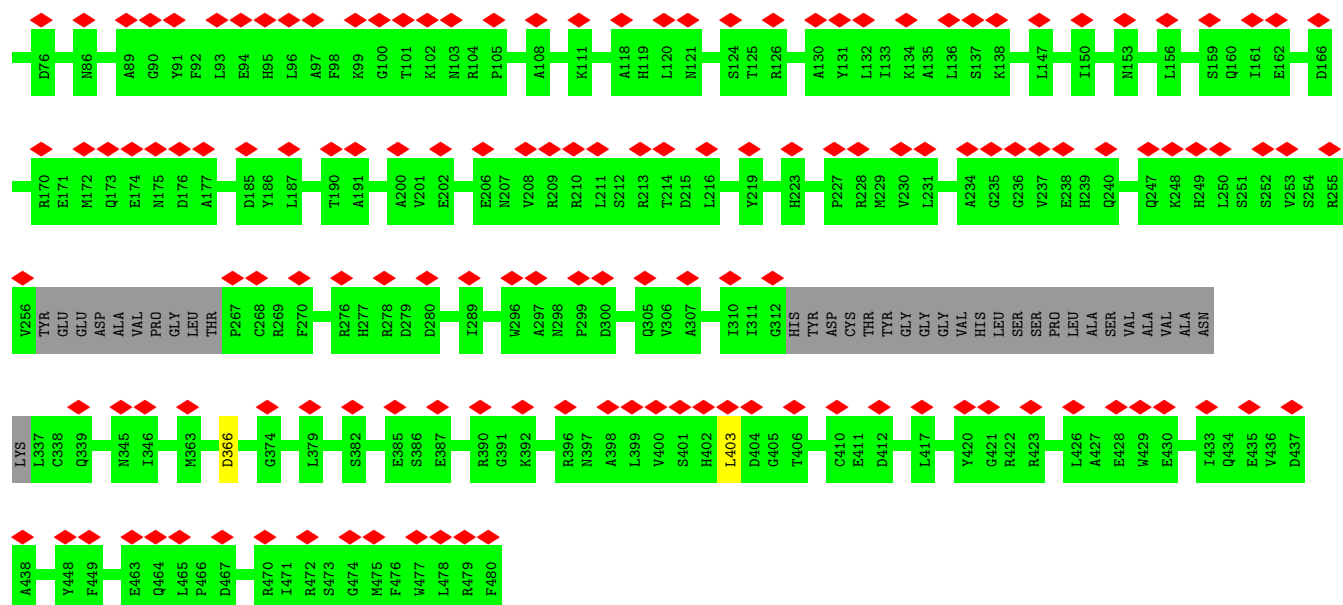 D76 N86 A89 G90 Y91 F92 L93 E94 H95 L96 A97 F98 K99 G100 T101 K102 N103 R104 P105 A108 K111 A118 H119 L120 N121 S124 T125 R126 A130 Y131 L132 I133 K134 A135 L136 S137 K138 L147 I150 N153 L156 S159 Q160 I161 E162 D166
R170 E171 M172 Q173 E174 N175 D176 A177 D185 Y186 L187 T190 A191 A200 V201 E202 E206 N207 V208 R209 R210 L211 S212 R213 T214 D215 L216 Y219 H223 P227 R228 M229 V230 L231 A234 G235 G236 V237 E238 H239 Q240 Q247 K248 H249 L250 S251 S252 V253 S254 R255
V256 TYR GLU GLU ASP ALA VAL PRO GLY LEU THR P267 C268 R269 F270 R276 H277 R278 D279 D280 I289 W296 A297 N298 P299 D300 Q305 V306 A307 I310 I311 G312 HIS TYR ASP CYS THR TYR GLY GLY GLY VAL HIS LEU SER SER PRO LEU ALA SER VAL ALA VAL ALA ASN
LYS L337 C338 Q339 N345 I346 M363 D366 G374 L379 S382 E385 S386 E387 R390 G391 K392 R396 N397 A398 L399 V400 S401 H402 L403 D404 G405 T406 C410 E411 D412 L417 Y420 G421 R422 R423 L426 A427 E428 W429 E430 I433 Q434 E435 V436 D437
A438 Y448 F449 E463 Q464 L465 P466 D467 R470 I471 R472 S473 G474 M475 F476 W477 L478 R479 F480